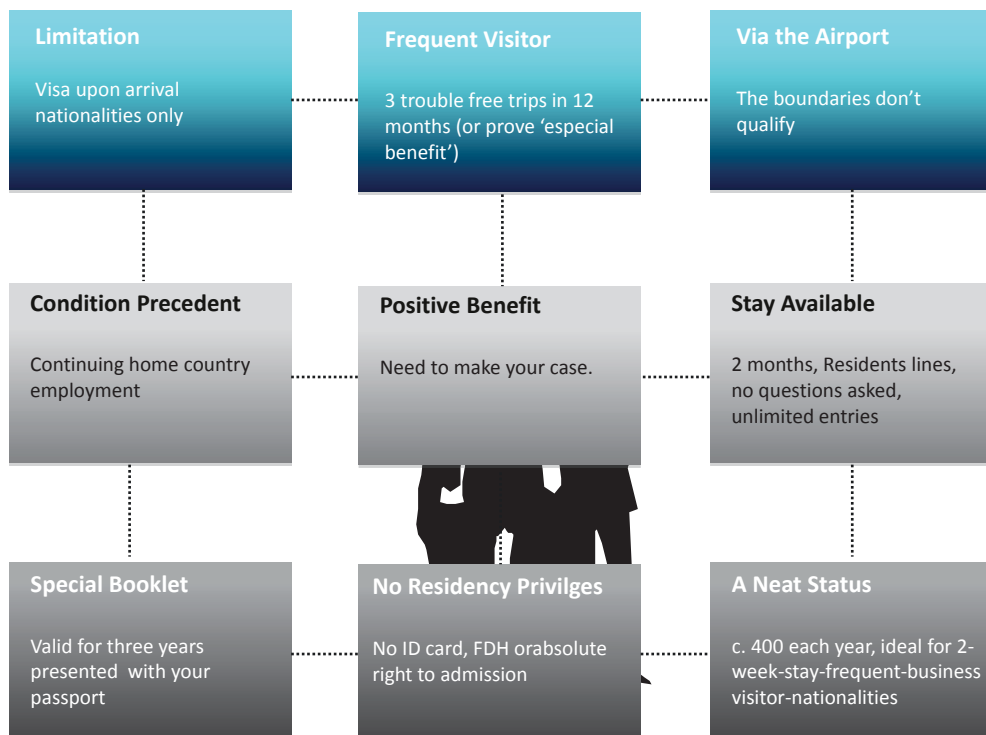 Limitation
Visa upon arrival
nationalities only
Frequent Visitor
3 trouble free trips in 12
months (or prove ‘especial
benefit’)
Via the Airport
The boundaries don’t
qualify
Condition Precedent
Continuing home country
employment
Positive Benefit
Need to make your case.
Stay Available
2 months, Residents lines,
no questions asked,
unlimited entries
Special Booklet
Valid for three years
presented  with your
passport
No Residency Privilges
No ID card, FDH orabsolute
right to admission
A Neat Status
c. 400 each year, ideal for 2-
week-stay-frequent-business
visitor-nationalities